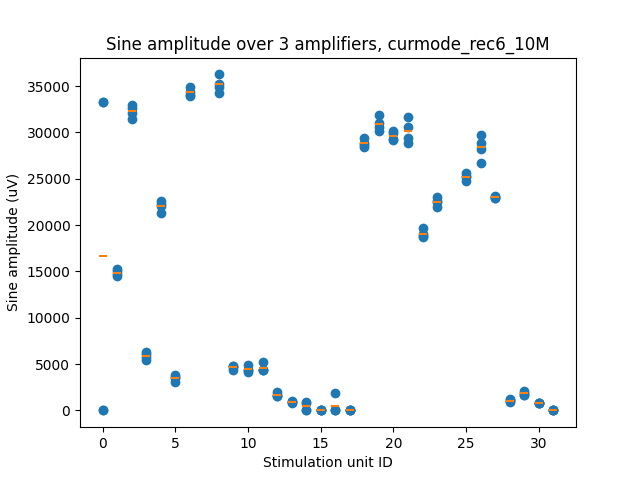 Sine amplitude over 3 amplifiers, curmode_rec6_10M
35000
30000
25000
20000
15000
10000
5000
0
Sine amplitude (uV)
0 5 10 15 20 25 30
Stimulation unit ID